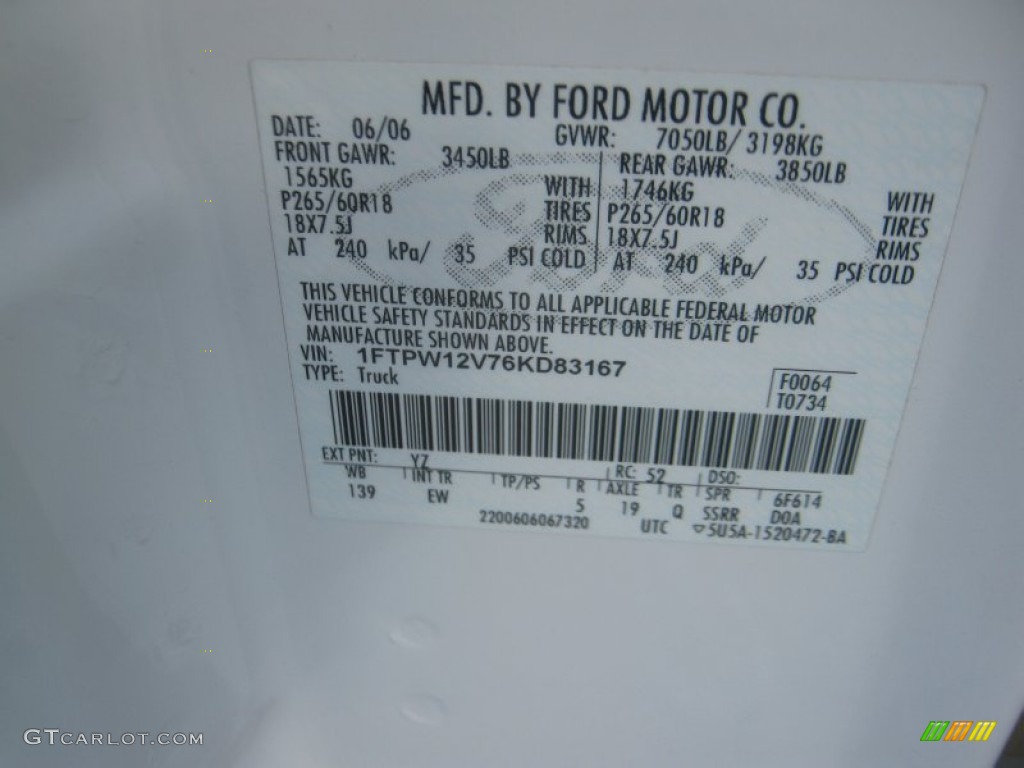 MFD. BY FORD MOTOR CO.
DATE: 06/06 GVWR: 7050LB/ 3198KG
FRONT GAWR: 3450LB REAR GAWR: 3850LB
1565KG WITH 1746KG WITH
P265/60R18 TIRES P265/60R18 TIRES
18X7.5J RIMS 18X7.5J RIMS
AT 240 kPa/ 35 PSI COLD AT 240 kPa/ 35 PSI COLD
Ford
THIS VEHICLE CONFORMS TO ALL APPLICABLE FEDERAL MOTOR
VEHICLE SAFETY STANDARDS IN EFFECT ON THE DATE OF
MANUFACTURE SHOWN ABOVE.
VIN: 1FTPW12V76KD83167
TYPE: Truck
F0064
T0734
EXT PNT: YZ RC: 52 DSO:
WB INT TR TP/PS R AXLE TR SPR 6F614
139 EW 5 19 Q SSRR DOA
2200606067320 UTC ▽5U5A-1520472-BA
GTCARLOT.COM